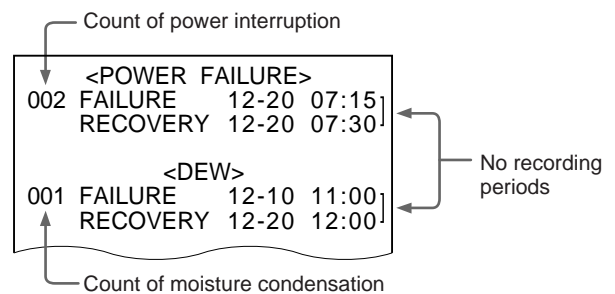 Count of power interruption
<POWER FAILURE>
002 FAILURE 12-20 07:15
RECOVERY 12-20 07:30
<DEW>
001 FAILURE 12-10 11:00
RECOVERY 12-20 12:00
No recording
periods
Count of moisture condensation